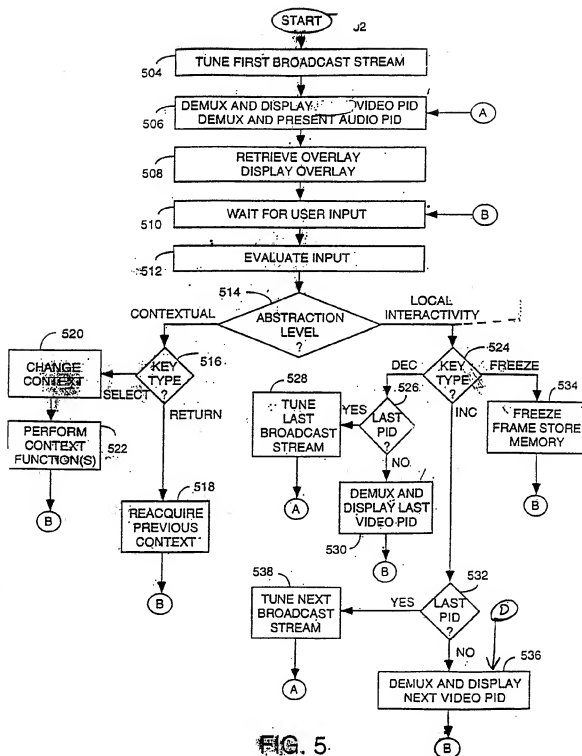 START
J2
504
TUNE FIRST BROADCAST STREAM
506
DEMUX AND DISPLAY VIDEO PID
DEMUX AND PRESENT AUDIO PID
A
508
RETRIEVE OVERLAY
DISPLAY OVERLAY
510
WAIT FOR USER INPUT
B
512
EVALUATE INPUT
514
CONTEXTUAL
ABSTRACTION
LEVEL
?
LOCAL
INTERACTIVITY
520
CHANGE
CONTEXT
SELECT
516
KEY
TYPE
?
RETURN
522
PERFORM
CONTEXT
FUNCTION(S)
B
518
REACQUIRE
PREVIOUS
CONTEXT
B
524
KEY
TYPE
?
DEC
FREEZE
INC
528
TUNE
LAST
BROADCAST
STREAM
YES
526
LAST
PID
?
NO
A
534
FREEZE
FRAME STORE
MEMORY
B
DEMUX AND
DISPLAY LAST
VIDEO PID
530
B
538
TUNE NEXT
BROADCAST
STREAM
YES
532
LAST
PID
?
NO
A
D
536
DEMUX AND DISPLAY
NEXT VIDEO PID
B
FIG. 5